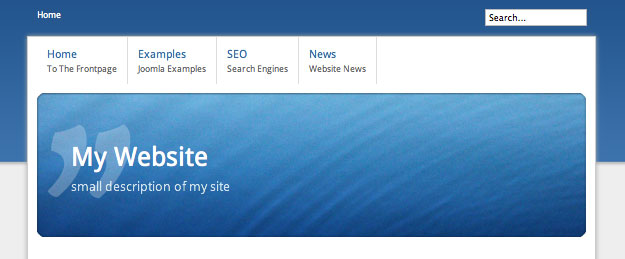 Home
Search...
Home Examples SEO News
To The Frontpage Joomla Examples Search Engines Website News
My Website
small description of my site